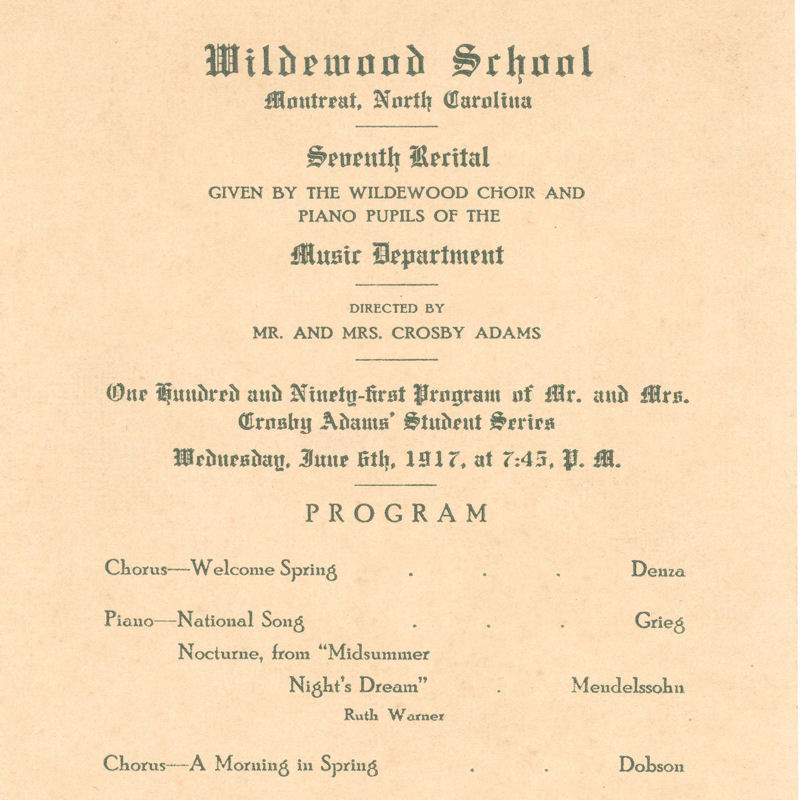 Wildewood School
Montreat, North Carolina
Seventh Recital
GIVEN BY THE WILDEWOOD CHOIR AND
PIANO PUPILS OF THE
Music Department
DIRECTED BY
MR. AND MRS. CROSBY ADAMS
One Hundred and Ninety-first Program of Mr. and Mrs.
Crosby Adams' Student Series
Wednesday, June 6th, 1917, at 7:45, P. M.
PROGRAM
Chorus—Welcome Spring . . . Denza
Piano—National Song . . . Grieg
Nocturne, from "Midsummer
Night's Dream" . Mendelssohn
Ruth Warner
Chorus—A Morning in Spring . . Dobson